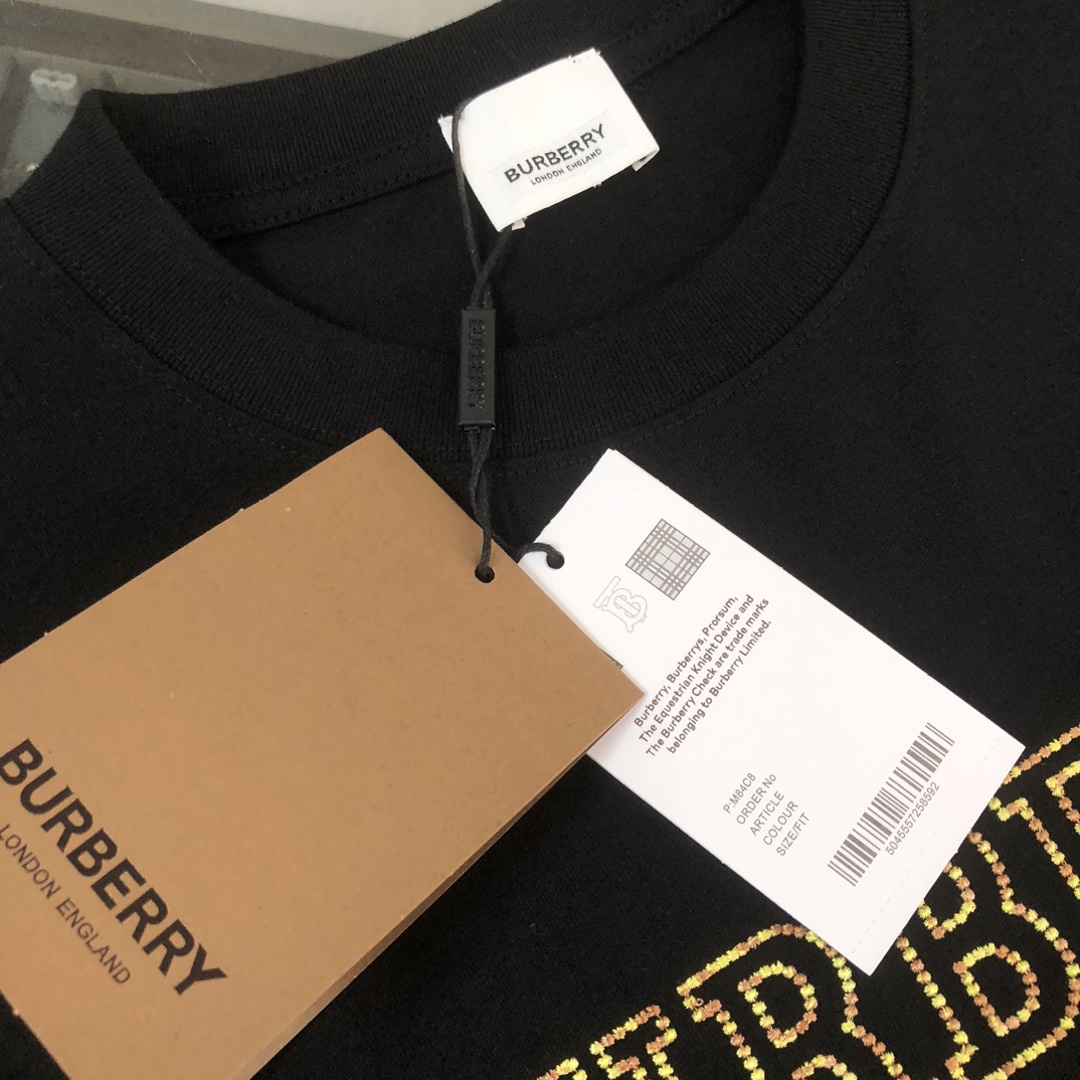 BURBERRY
LONDON ENGLAND
BURBERRY
BURBERRY
LONDON ENGLAND
Burberry, Burberrys, Prorsum,
The Equestrian Knight Device and
The Burberry Check are trade marks
belonging to Burberry Limited.
P:M84C8
ORDER No
ARTICLE
COLOUR
SIZE/FIT
5045557258592